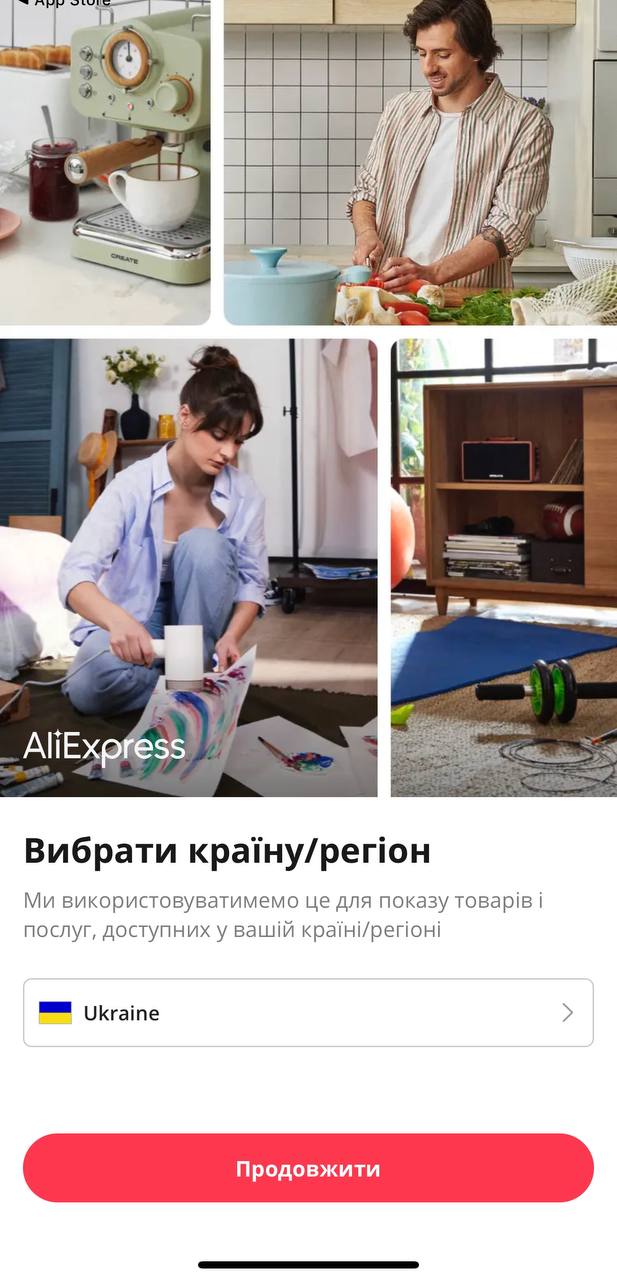 ◀ App Store
CREATE
AliExpress
Вибрати країну/регіон
Ми використовуватимемо це для показу товарів і
послуг, доступних у вашій країні/регіоні
Ukraine
Продовжити